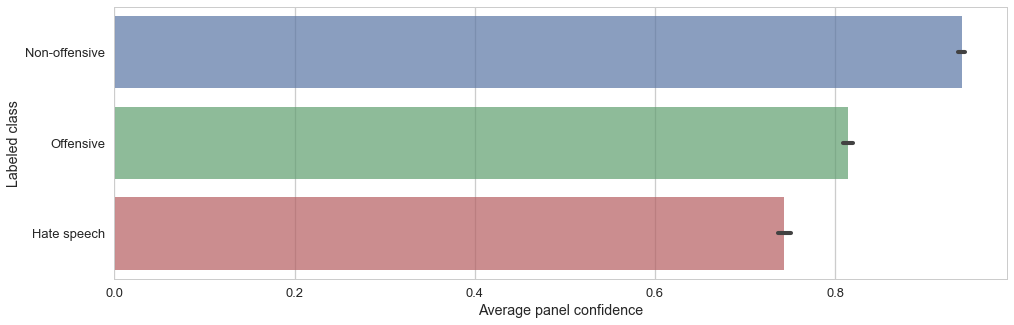 Labeled class
Non-offensive
Offensive
Hate speech
0.0 0.2 0.4 0.6 0.8
Average panel confidence